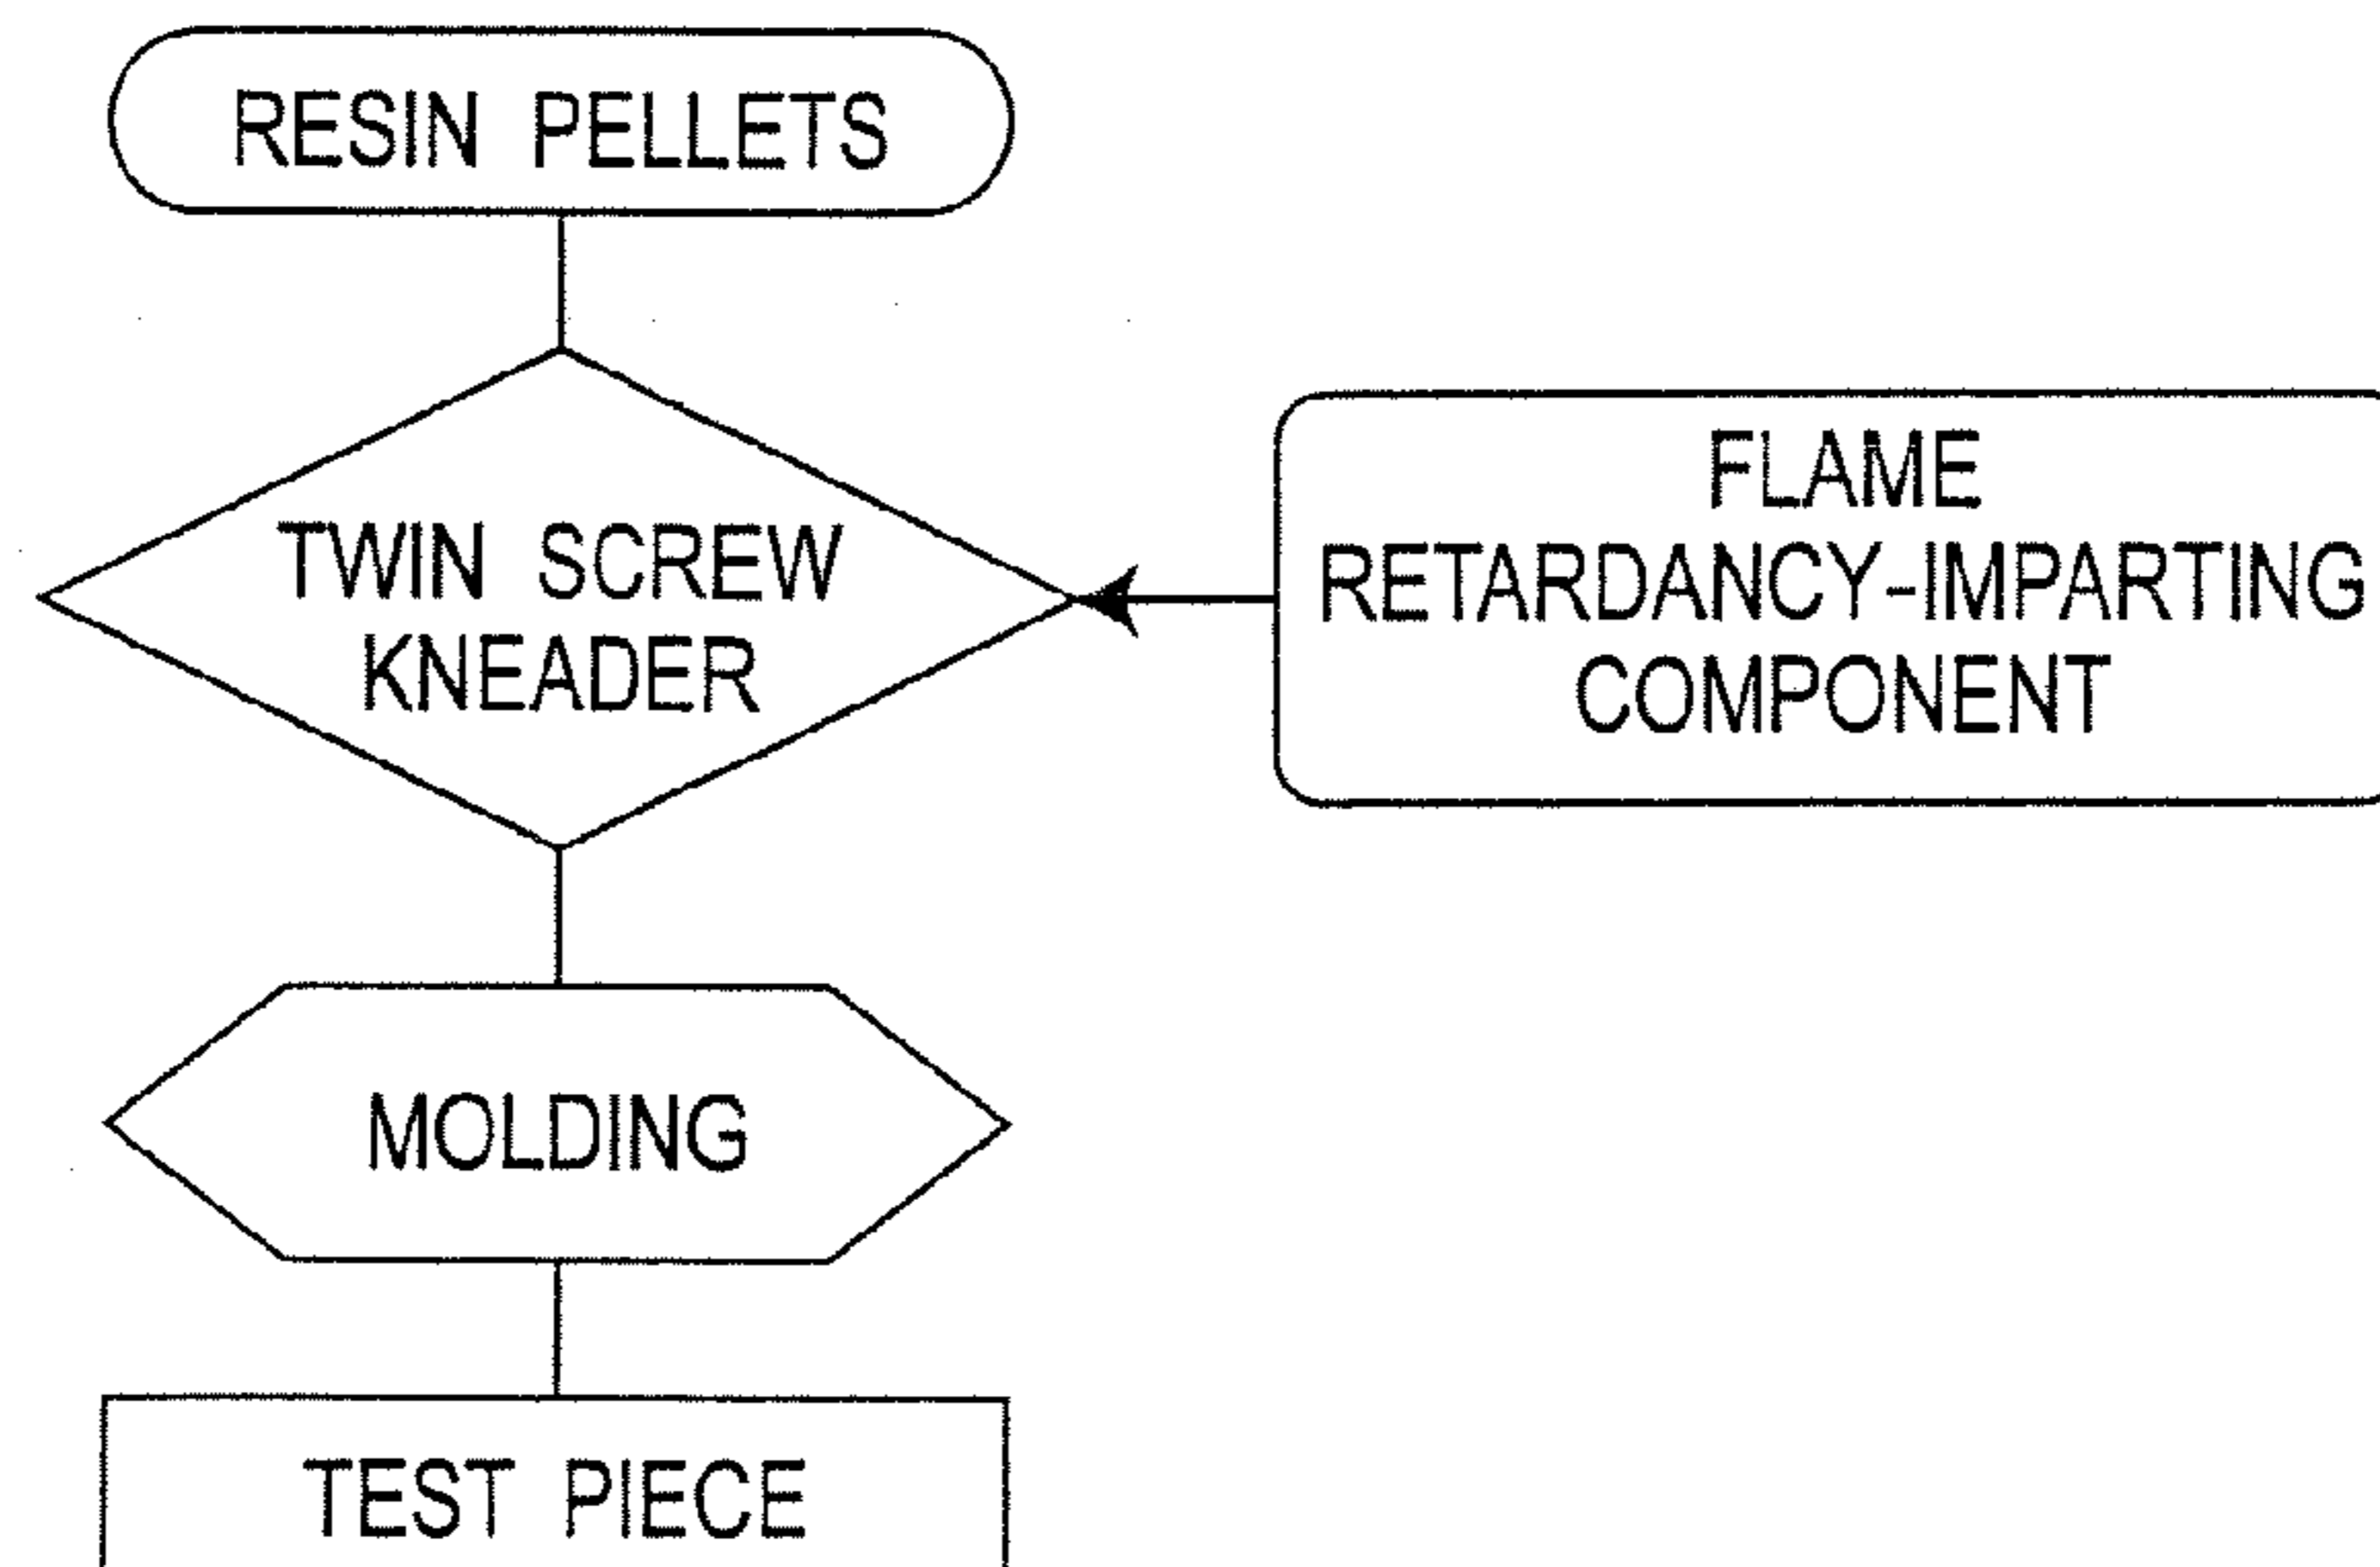 RESIN PELLETS
TWIN SCREW
KNEADER
FLAME
RETARDANCY-IMPARTING
COMPONENT
MOLDING
TEST PIECE